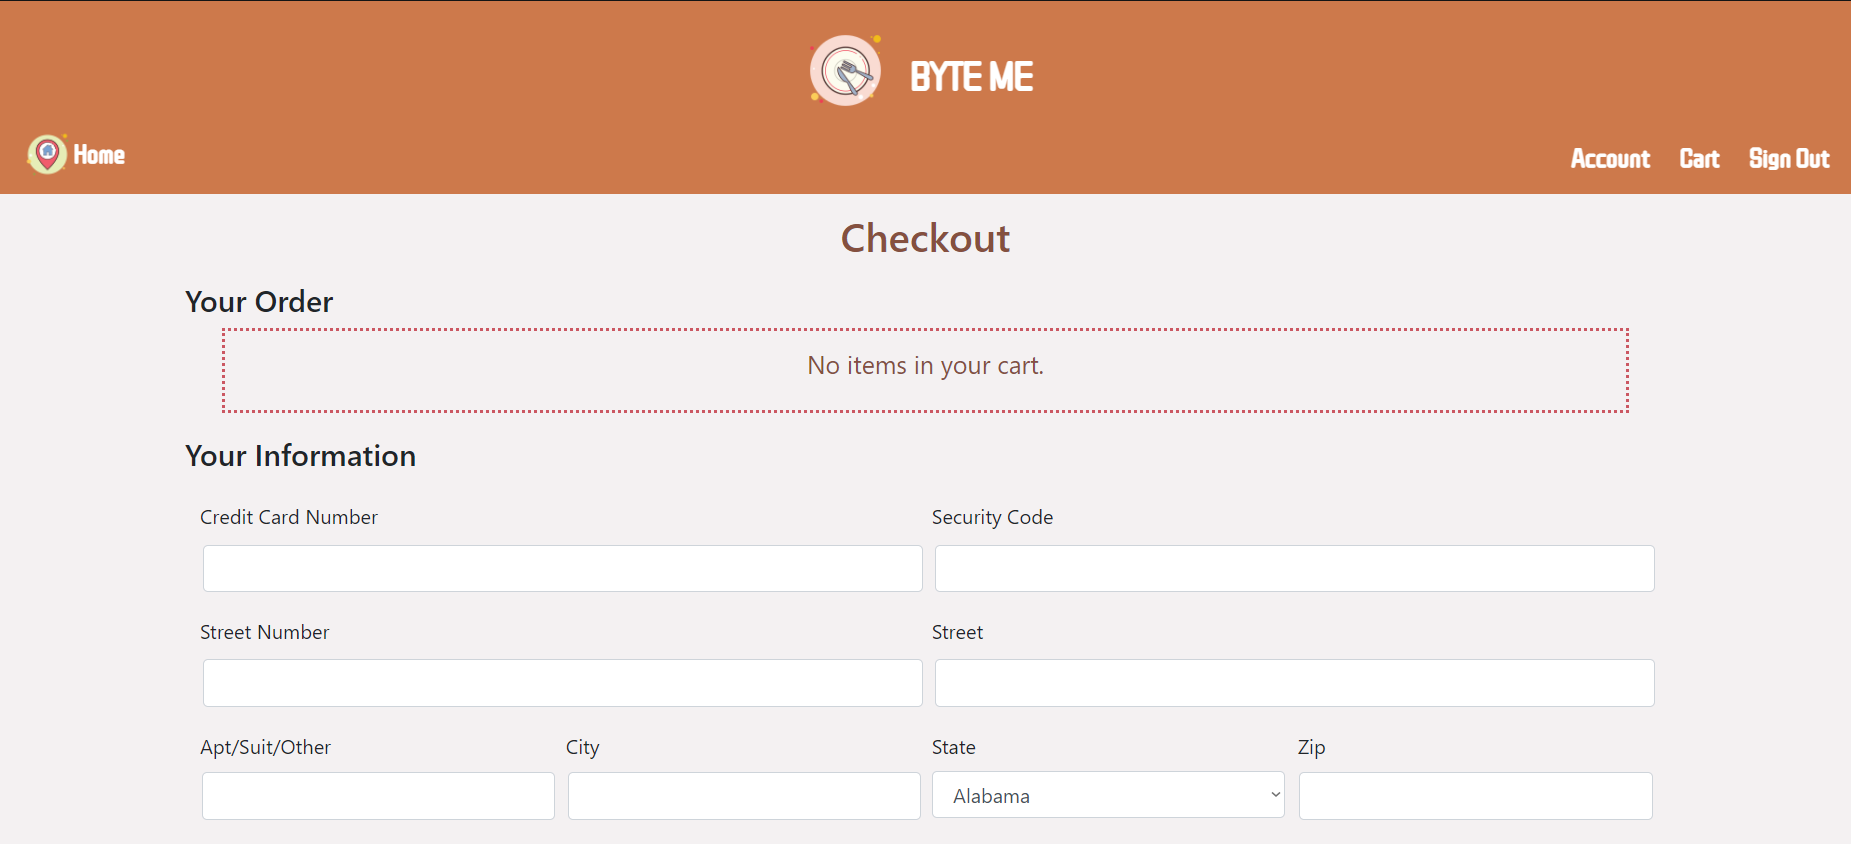 BYTE ME
Home
Account Cart Sign Out
Checkout
Your Order
No items in your cart.
Your Information
Credit Card Number Security Code
Street Number Street
Apt/Suit/Other City State Zip
Alabama